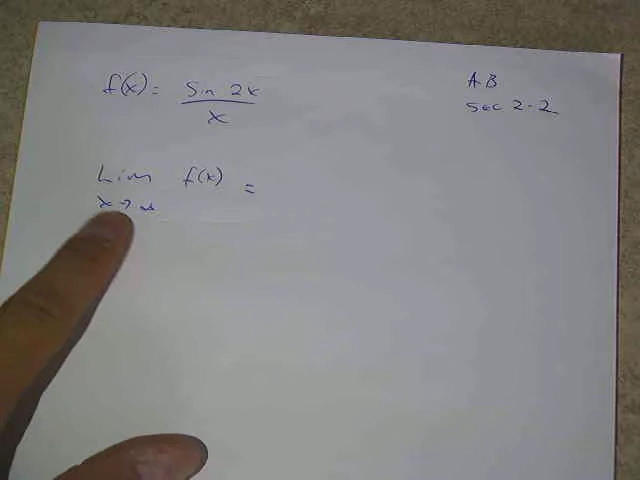 f(x) = sin 2x / x
AB
Sec 2-2
Lim f(x) =
x → ∞